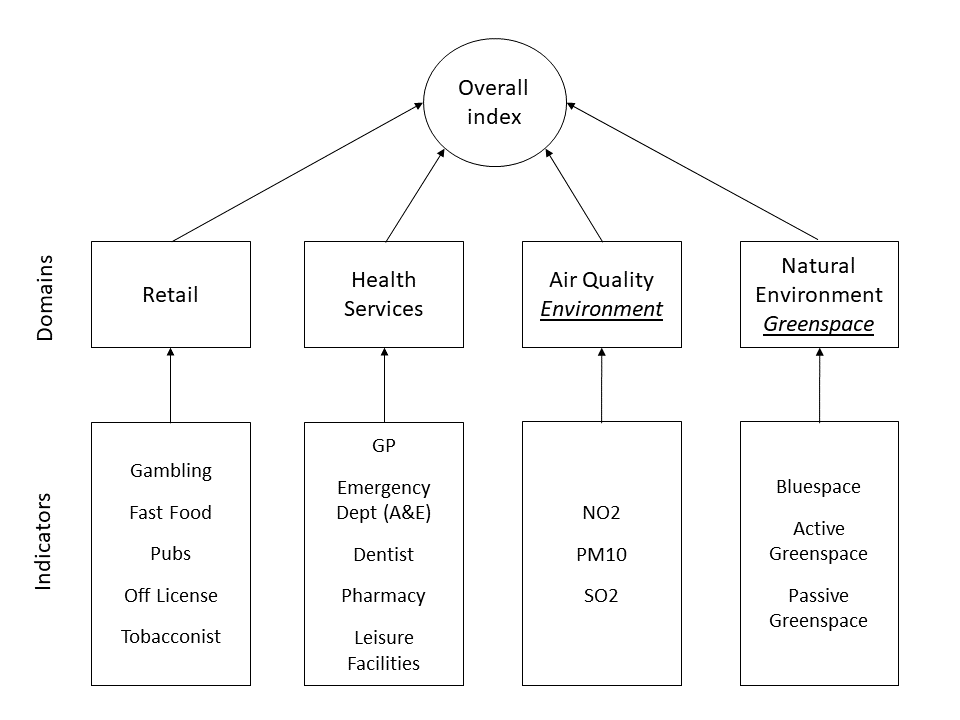 Overall
index
Domains
Retail
Health
Services
Air Quality
Environment
Natural
Environment
Greenspace
Indicators
Gambling
Fast Food
Pubs
Off License
Tobacconist
GP
Emergency
Dept (A&E)
Dentist
Pharmacy
Leisure
Facilities
NO2
PM10
SO2
Bluespace
Active
Greenspace
Passive
Greenspace